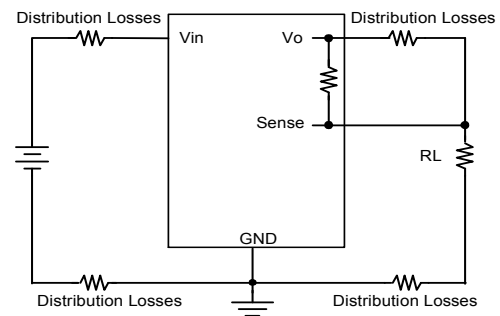 Distribution Losses
Distribution Losses
Vin
Vo
Sense
RL
GND
Distribution Losses
Distribution Losses